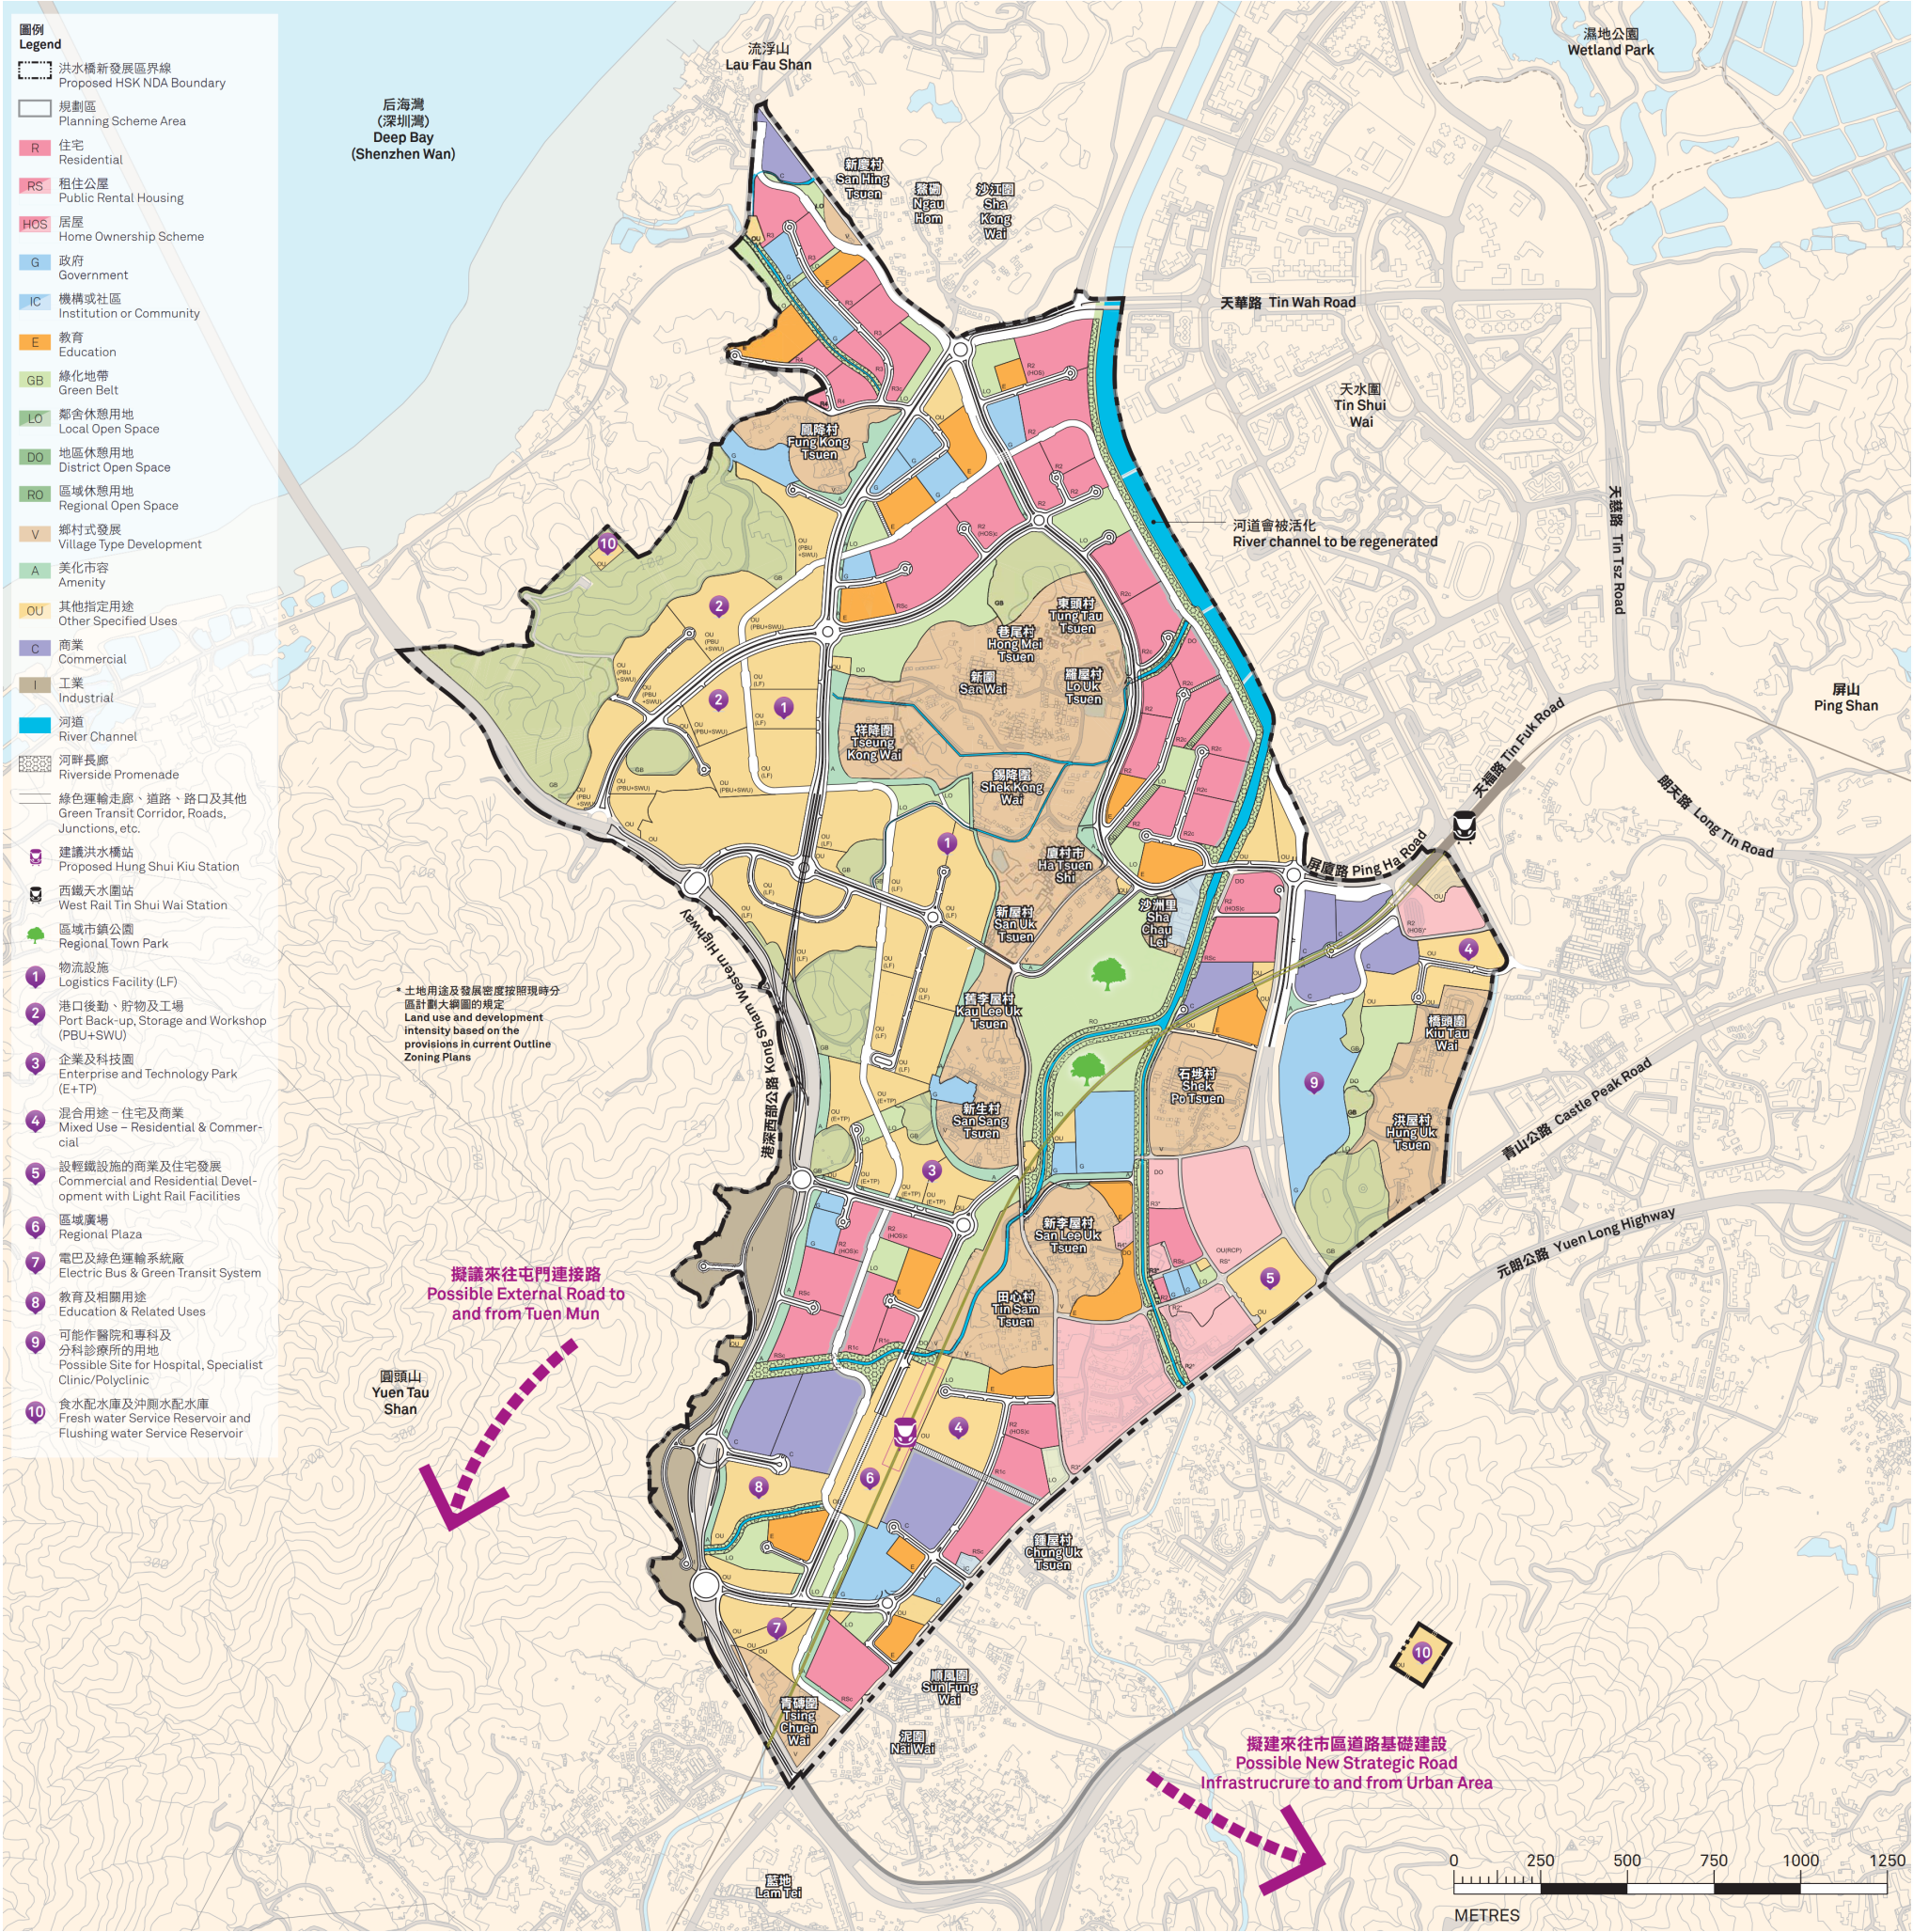 圖例
Legend
洪水橋新發展區界線
Proposed HSK NDA Boundary
規劃區
Planning Scheme Area
R
住宅
Residential
RS
租住公屋
Public Rental Housing
HOS
居屋
Home Ownership Scheme
G
政府
Government
IC
機構或社區
Institution or Community
E
教育
Education
GB
綠化地帶
Green Belt
LO
鄰舍休憩用地
Local Open Space
DO
地區休憩用地
District Open Space
RO
區域休憩用地
Regional Open Space
V
鄉村式發展
Village Type Development
A
美化市容
Amenity
OU
其他指定用途
Other Specified Uses
C
商業
Commercial
I
工業
Industrial
河道
River Channel
河畔長廊
Riverside Promenade
綠色運輸走廊、道路、路口及其他
Green Transit Corridor, Roads,
Junctions, etc.
建議洪水橋站
Proposed Hung Shui Kiu Station
西鐵天水圍站
West Rail Tin Shui Wai Station
區域市鎮公園
Regional Town Park
1
物流設施
Logistics Facility (LF)
2
港口後勤、貯物及工場
Port Back-up, Storage and Workshop
(PBU+SWU)
3
企業及科技園
Enterprise and Technology Park
(E+TP)
4
混合用途－住宅及商業
Mixed Use – Residential & Commer-
cial
5
設輕鐵設施的商業及住宅發展
Commercial and Residential Devel-
opment with Light Rail Facilities
6
區域廣場
Regional Plaza
7
電巴及綠色運輸系統廠
Electric Bus & Green Transit System
8
教育及相關用途
Education & Related Uses
9
可能作醫院和專科及
分科診療所的用地
Possible Site for Hospital, Specialist
Clinic/Polyclinic
10
食水配水庫及沖厠水配水庫
Fresh water Service Reservoir and
Flushing water Service Reservoir
流浮山
Lau Fau Shan
濕地公園
Wetland Park
后海灣
(深圳灣)
Deep Bay
(Shenzhen Wan)
新慶村
San Hing
Tsuen
鰲磡
Ngau
Hom
沙江圍
Sha
Kong
Wai
天華路 Tin Wah Road
天水圍
Tin Shui
Wai
鳳降村
Fung Kong
Tsuen
河道會被活化
River channel to be regenerated
天慈路 Tin Tsz Road
東頭村
Tung Tau
Tsuen
巷尾村
Hong Mei
Tsuen
新圍
San Wai
羅屋村
Lo Uk
Tsuen
屏山
Ping Shan
祥降圍
Tseung
Kong Wai
天福路 Tin Fuk Road
朗天路 Long Tin Road
錫降圍
Shek Kong
Wai
屏廈路 Ping Ha Road
廈村市
Ha Tsuen
Shi
沙洲里
Sha
Chau
Lei
新屋村
San Uk
Tsuen
港深西部公路 Kong Sham Western Highway
* 土地用途及發展密度按照現時分
區計劃大綱圖的規定
Land use and development
intensity based on the
provisions in current Outline
Zoning Plans
舊李屋村
Kau Lee Uk
Tsuen
橋頭圍
Kiu Tau
Wai
石埗村
Shek
Po Tsuen
新生村
San Sang
Tsuen
洪屋村
Hung Uk
Tsuen
青山公路 Castle Peak Road
新李屋村
San Lee Uk
Tsuen
元朗公路 Yuen Long Highway
擬議來往屯門連接路
Possible External Road to
and from Tuen Mun
田心村
Tin Sam
Tsuen
圓頭山
Yuen Tau
Shan
鍾屋村
Chung Uk
Tsuen
順風圍
Sun Fung
Wai
青磚圍
Tsing
Chuen
Wai
泥圍
Nai Wai
擬建來往市區道路基礎建設
Possible New Strategic Road
Infrastrucrure to and from Urban Area
藍地
Lam Tei
0 250 500 750 1000 1250
METRES